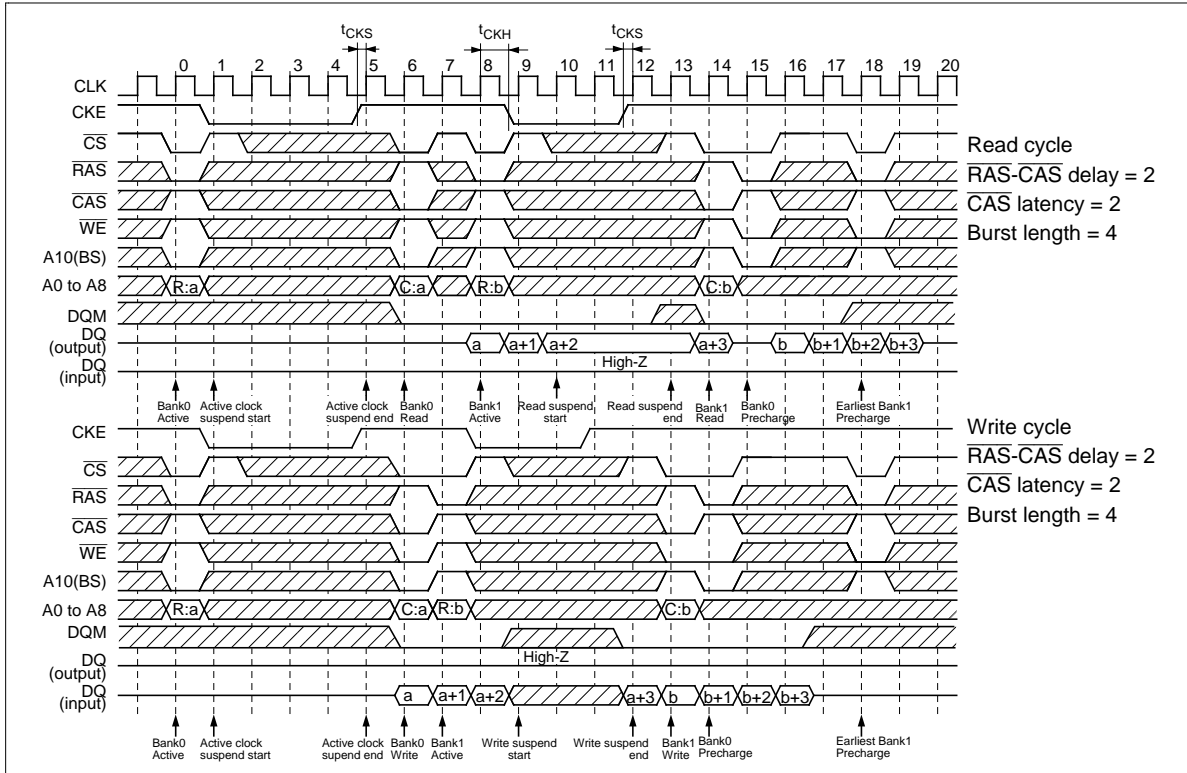 tCKS tCKH tCKS
0 1 2 3 4 5 6 7 8 9 10 11 12 13 14 15 16 17 18 19 20
CLK
CKE
CS
RAS
CAS
WE
A10(BS)
A0 to A8 R:a C:a R:b C:b
DQM
DQ (output) a a+1 a+2 a+3 b b+1 b+2 b+3
High-Z
DQ (input)
Bank0 Active
Active clock suspend start
Active clock suspend end
Bank0 Read
Bank1 Active
Read suspend start
Read suspend end
Bank1 Read
Bank0 Precharge
Earliest Bank1 Precharge
Read cycle
RAS-CAS delay = 2
CAS latency = 2
Burst length = 4
CKE
CS
RAS
CAS
WE
A10(BS)
A0 to A8 R:a C:a R:b C:b
DQM
High-Z
DQ (output)
DQ (input) a a+1 a+2 a+3 b b+1 b+2 b+3
Bank0 Active
Active clock suspend start
Active clock supend end
Bank0 Write
Bank1 Active
Write suspend start
Write suspend end
Bank1 Write
Bank0 Precharge
Earliest Bank1 Precharge
Write cycle
RAS-CAS delay = 2
CAS latency = 2
Burst length = 4